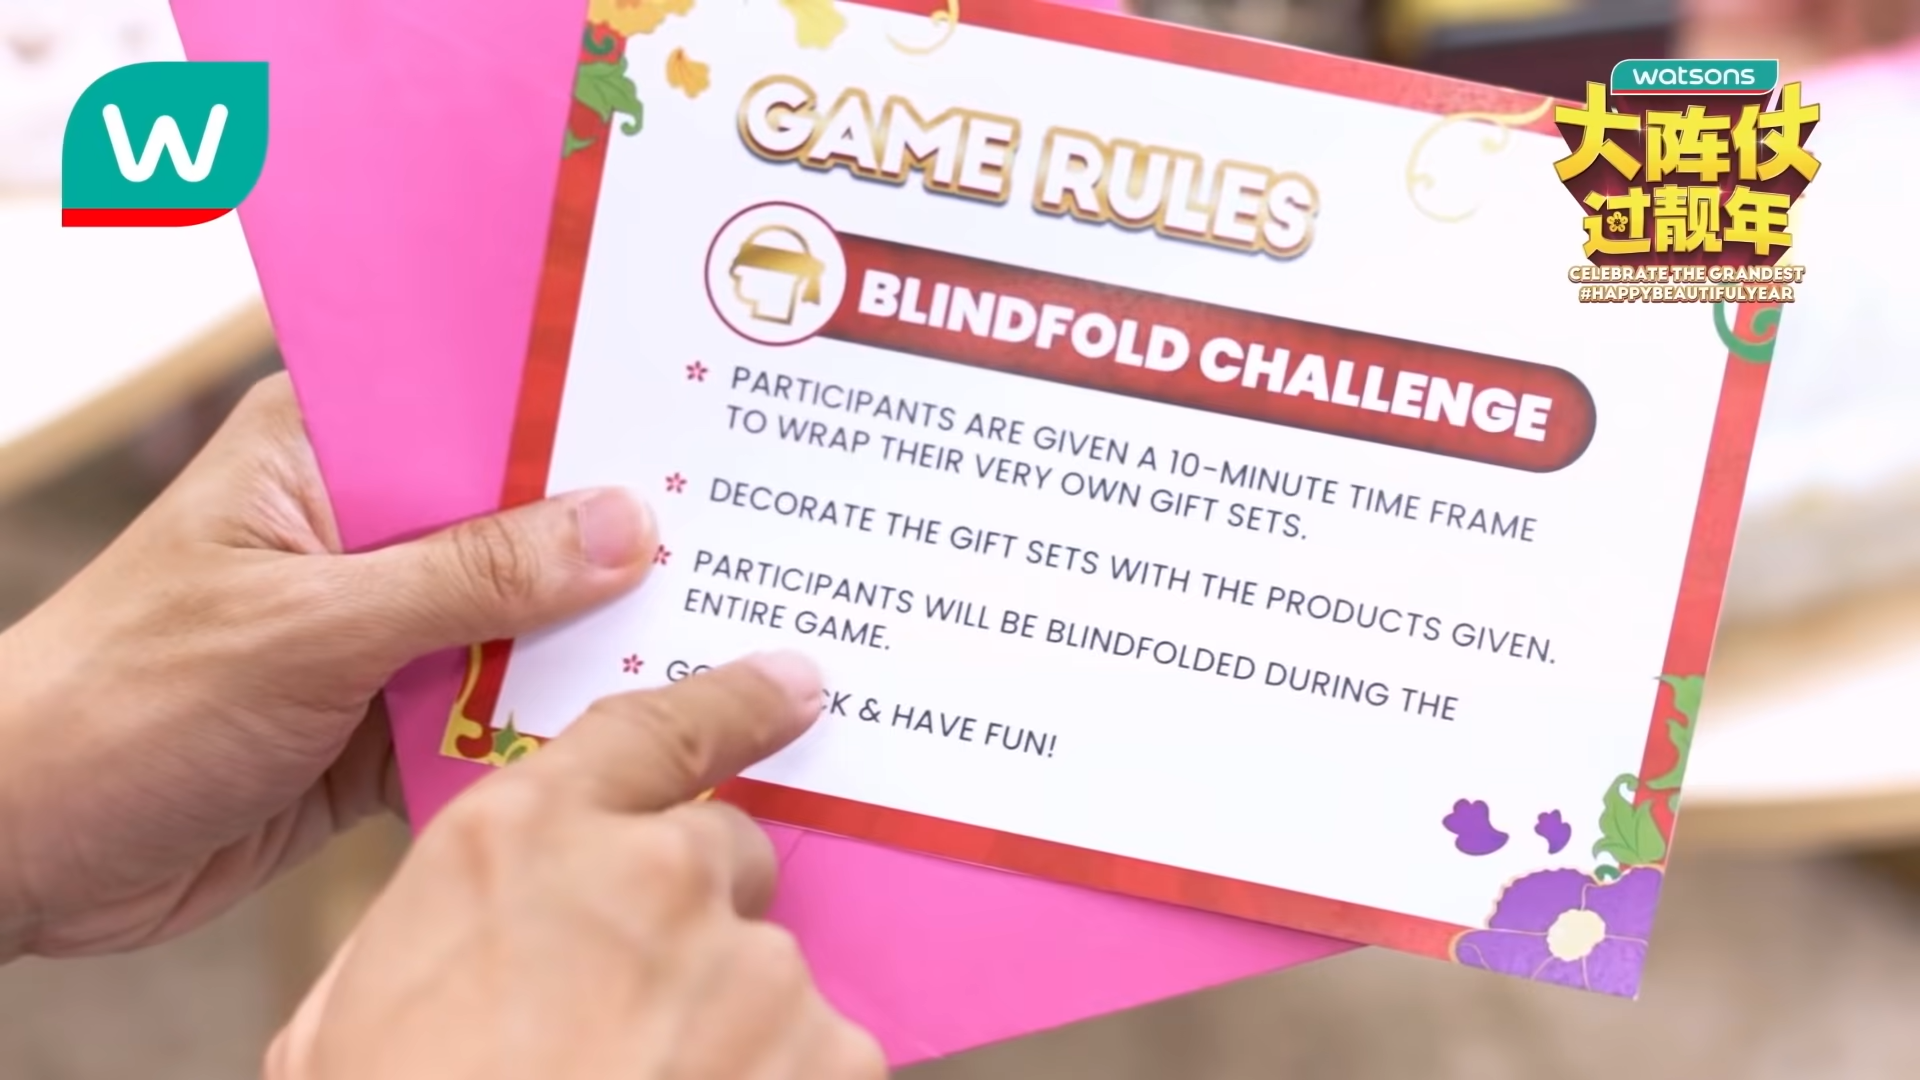 W
watsons
大阵仗
过靓年
CELEBRATE THE GRANDEST
#HAPPYBEAUTIFULYEAR
GAME RULES
BLINDFOLD CHALLENGE
PARTICIPANTS ARE GIVEN A 10-MINUTE TIME FRAME
TO WRAP THEIR VERY OWN GIFT SETS.
DECORATE THE GIFT SETS WITH THE PRODUCTS GIVEN.
PARTICIPANTS WILL BE BLINDFOLDED DURING THE
ENTIRE GAME.
& HAVE FUN!